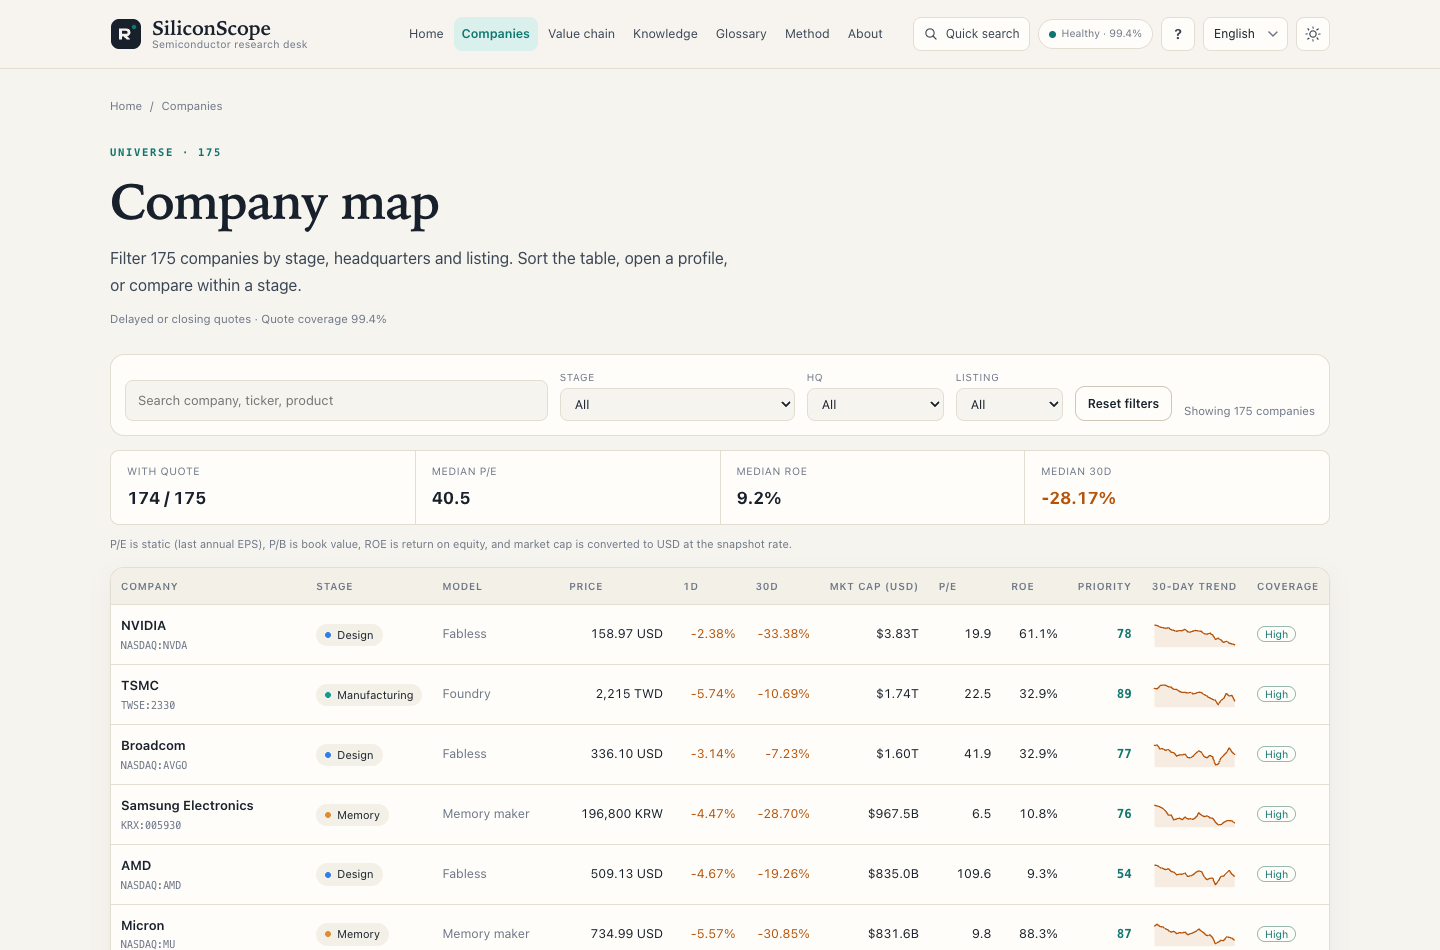 R SiliconScope
Semiconductor research desk
Home Companies Value chain Knowledge Glossary Method About Quick search Healthy · 99.4% ? English
Home / Companies
UNIVERSE · 175
Company map
Filter 175 companies by stage, headquarters and listing. Sort the table, open a profile,
or compare within a stage.
Delayed or closing quotes · Quote coverage 99.4%
STAGE HQ LISTING
Search company, ticker, product All All All Reset filters Showing 175 companies
WITH QUOTE MEDIAN P/E MEDIAN ROE MEDIAN 30D
174 / 175 40.5 9.2% -28.17%
P/E is static (last annual EPS), P/B is book value, ROE is return on equity, and market cap is converted to USD at the snapshot rate.
COMPANY STAGE MODEL PRICE 1D 30D MKT CAP (USD) P/E ROE PRIORITY 30-DAY TREND COVERAGE
NVIDIA
NASDAQ:NVDA Design Fabless 158.97 USD -2.38% -33.38% $3.83T 19.9 61.1% 78 High
TSMC
TWSE:2330 Manufacturing Foundry 2,215 TWD -5.74% -10.69% $1.74T 22.5 32.9% 89 High
Broadcom
NASDAQ:AVGO Design Fabless 336.10 USD -3.14% -7.23% $1.60T 41.9 32.9% 77 High
Samsung Electronics
KRX:005930 Memory Memory maker 196,800 KRW -4.47% -28.70% $967.5B 6.5 10.8% 76 High
AMD
NASDAQ:AMD Design Fabless 509.13 USD -4.67% -19.26% $835.0B 109.6 9.3% 54 High
Micron
NASDAQ:MU Memory Memory maker 734.99 USD -5.57% -30.85% $831.6B 9.8 88.3% 87 High